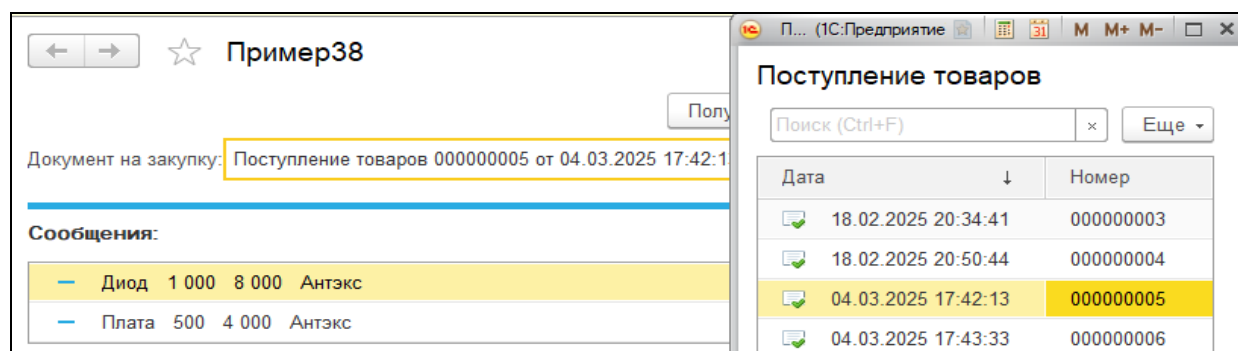 Пример38
Полу
Документ на закупку: Поступление товаров 000000005 от 04.03.2025 17:42:13
Сообщения:
Диод 1 000 8 000 Антэкс
Плата 500 4 000 Антэкс
П... (1С:Предприятие 31 M M+ M-
Поступление товаров
Поиск (Ctrl+F) × Еще
Дата ↓ Номер
18.02.2025 20:34:41 000000003
18.02.2025 20:50:44 000000004
04.03.2025 17:42:13 000000005
04.03.2025 17:43:33 000000006